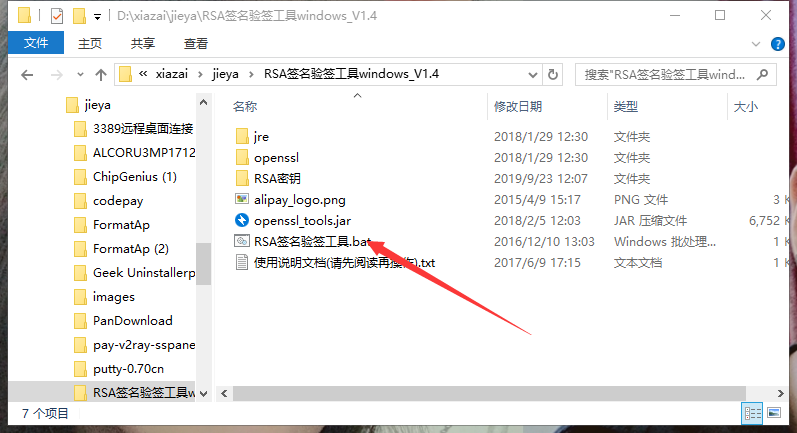 D:\xiazai\jieya\RSA签名验签工具windows_V1.4
文件 主页 共享 查看
« xiazai › jieya › RSA签名验签工具windows_V1.4
搜索"RSA签名验签工具wind...
名称 修改日期 类型 大小
jieya
3389远程桌面连接
ALCORU3MP1712
ChipGenius (1)
codepay
FormatAp
FormatAp (2)
Geek Uninstallerp
images
PanDownload
pay-v2ray-sspane
putty-0.70cn
RSA签名验签工具w
jre 2018/1/29 12:30 文件夹
openssl 2018/1/29 12:30 文件夹
RSA密钥 2019/9/23 12:07 文件夹
alipay_logo.png 2015/4/9 15:17 PNG 文件 3 K
openssl_tools.jar 2018/2/5 12:03 JAR 压缩文件 6,752 K
RSA签名验签工具.bat 2016/12/10 13:03 Windows 批处理... 1 K
使用说明文档(请先阅读再操作).txt 2017/6/9 17:15 文本文档 1 K
7 个项目